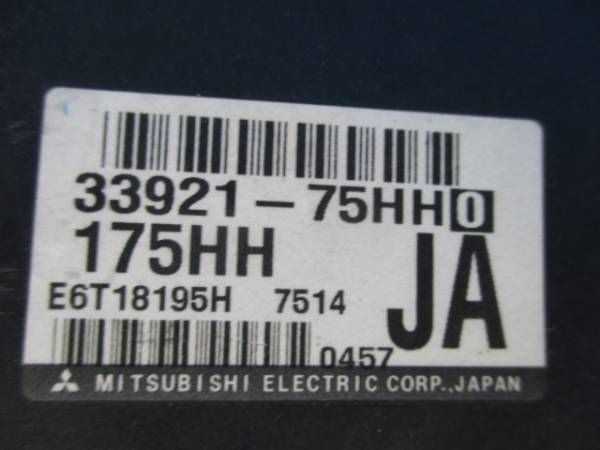 33921-75HH0
175HH
JA
E6T18195H 7514
0457
MITSUBISHI ELECTRIC CORP.,JAPAN